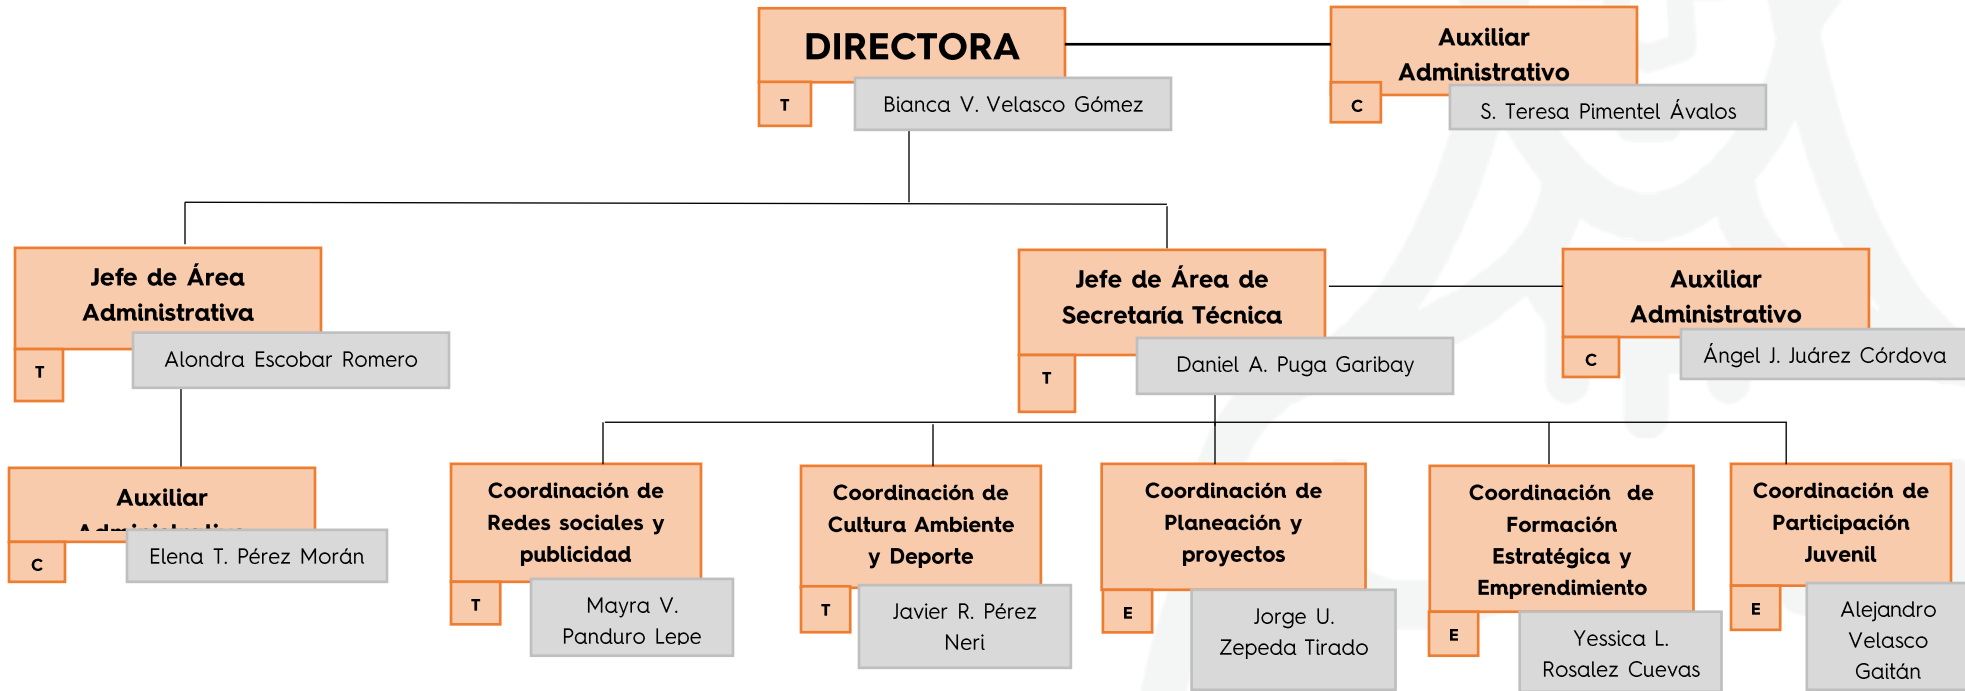 DIRECTORA
T
Bianca V. Velasco Gómez
Auxiliar
Administrativo
C
S. Teresa Pimentel Ávalos
Jefe de Área
Administrativa
T
Alondra Escobar Romero
Jefe de Área de
Secretaría Técnica
T
Daniel A. Puga Garibay
Auxiliar
Administrativo
C
Ángel J. Juárez Córdova
Auxiliar
Administrativo
C
Elena T. Pérez Morán
Coordinación de
Redes sociales y
publicidad
T
Mayra V.
Panduro Lepe
Coordinación de
Cultura Ambiente
y Deporte
T
Javier R. Pérez
Neri
Coordinación de
Planeación y
proyectos
E
Jorge U.
Zepeda Tirado
Coordinación de
Formación
Estratégica y
Emprendimiento
E
Yessica L.
Rosalez Cuevas
Coordinación de
Participación
Juvenil
E
Alejandro
Velasco
Gaitán